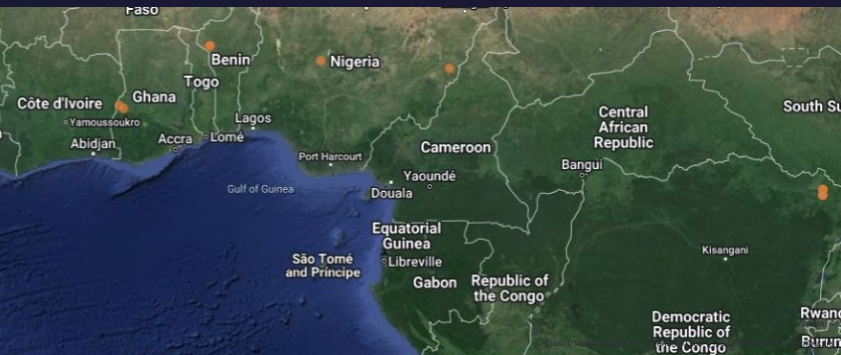 Faso
Benin
Nigeria
Togo
Côte d'Ivoire
Ghana
Yamoussoukro
Lagos
Abidjan
Accra
Lomé
Port Harcourt
Cameroon
Central
African
Republic
South Su
Bangui
Yaoundé
Douala
Gulf of Guinea
Equatorial
Guinea
São Tomé
and Príncipe
Libreville
Gabon
Republic of
the Congo
Kisangani
Democratic
Republic of
the Congo
Rwand
Burun